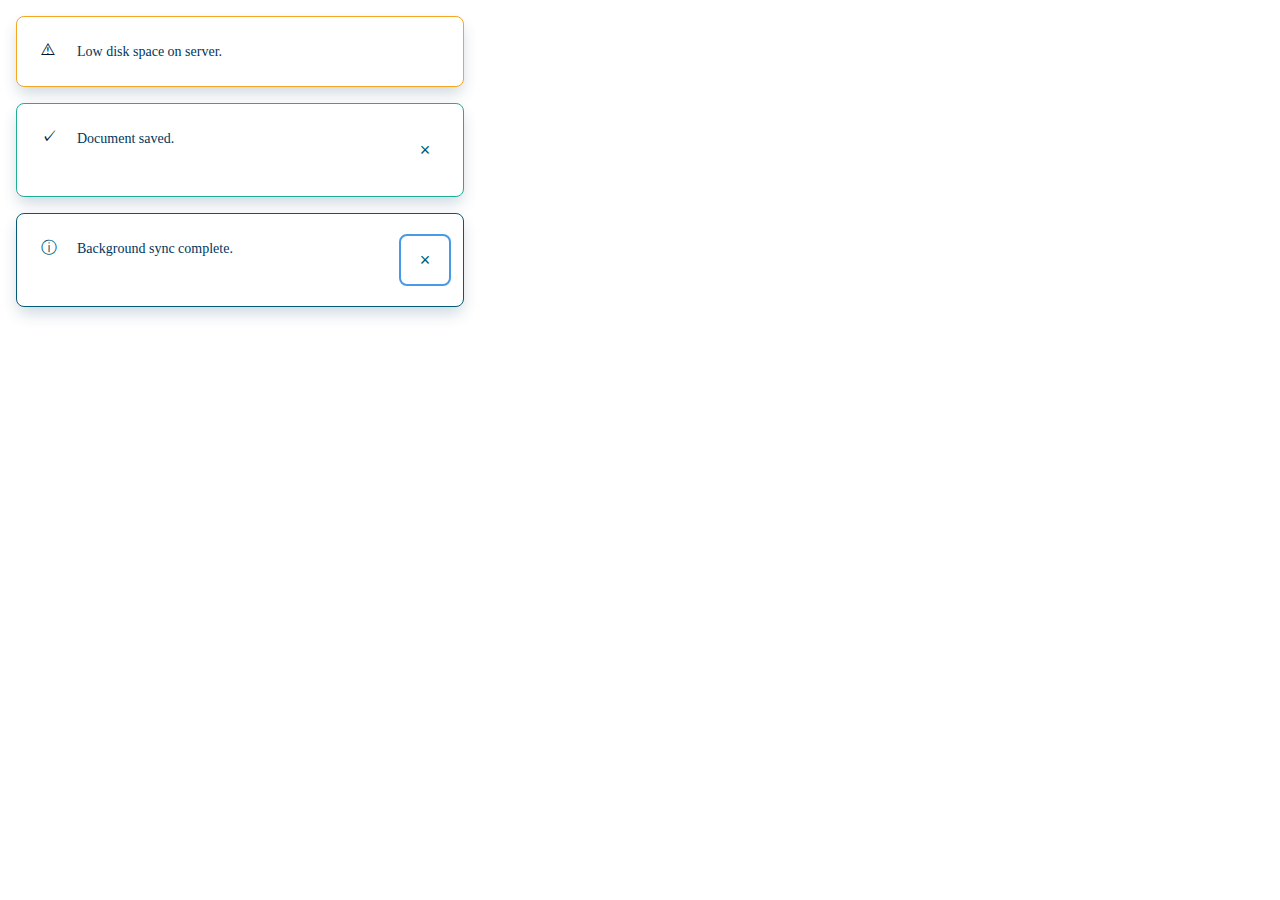 ⚠ Low disk space on server.
✓ Document saved. ×
ⓘ Background sync complete. ×